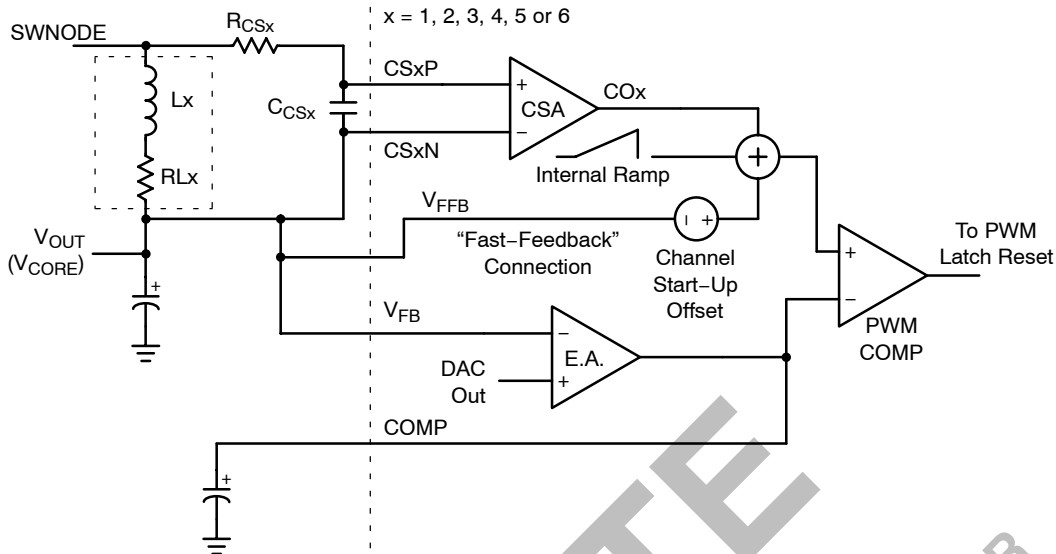 x = 1, 2, 3, 4, 5 or 6
SWNODE
RCSx
CSxP
CCSx
CSxN
Lx
RLx
+
−
CSA
COx
Internal Ramp
+
VFFB
"Fast−Feedback"
Connection
− +
Channel
Start−Up
Offset
VOUT
(VCORE)
+
+
−
PWM
COMP
To PWM
Latch Reset
VFB
−
+
E.A.
DAC
Out
COMP
+